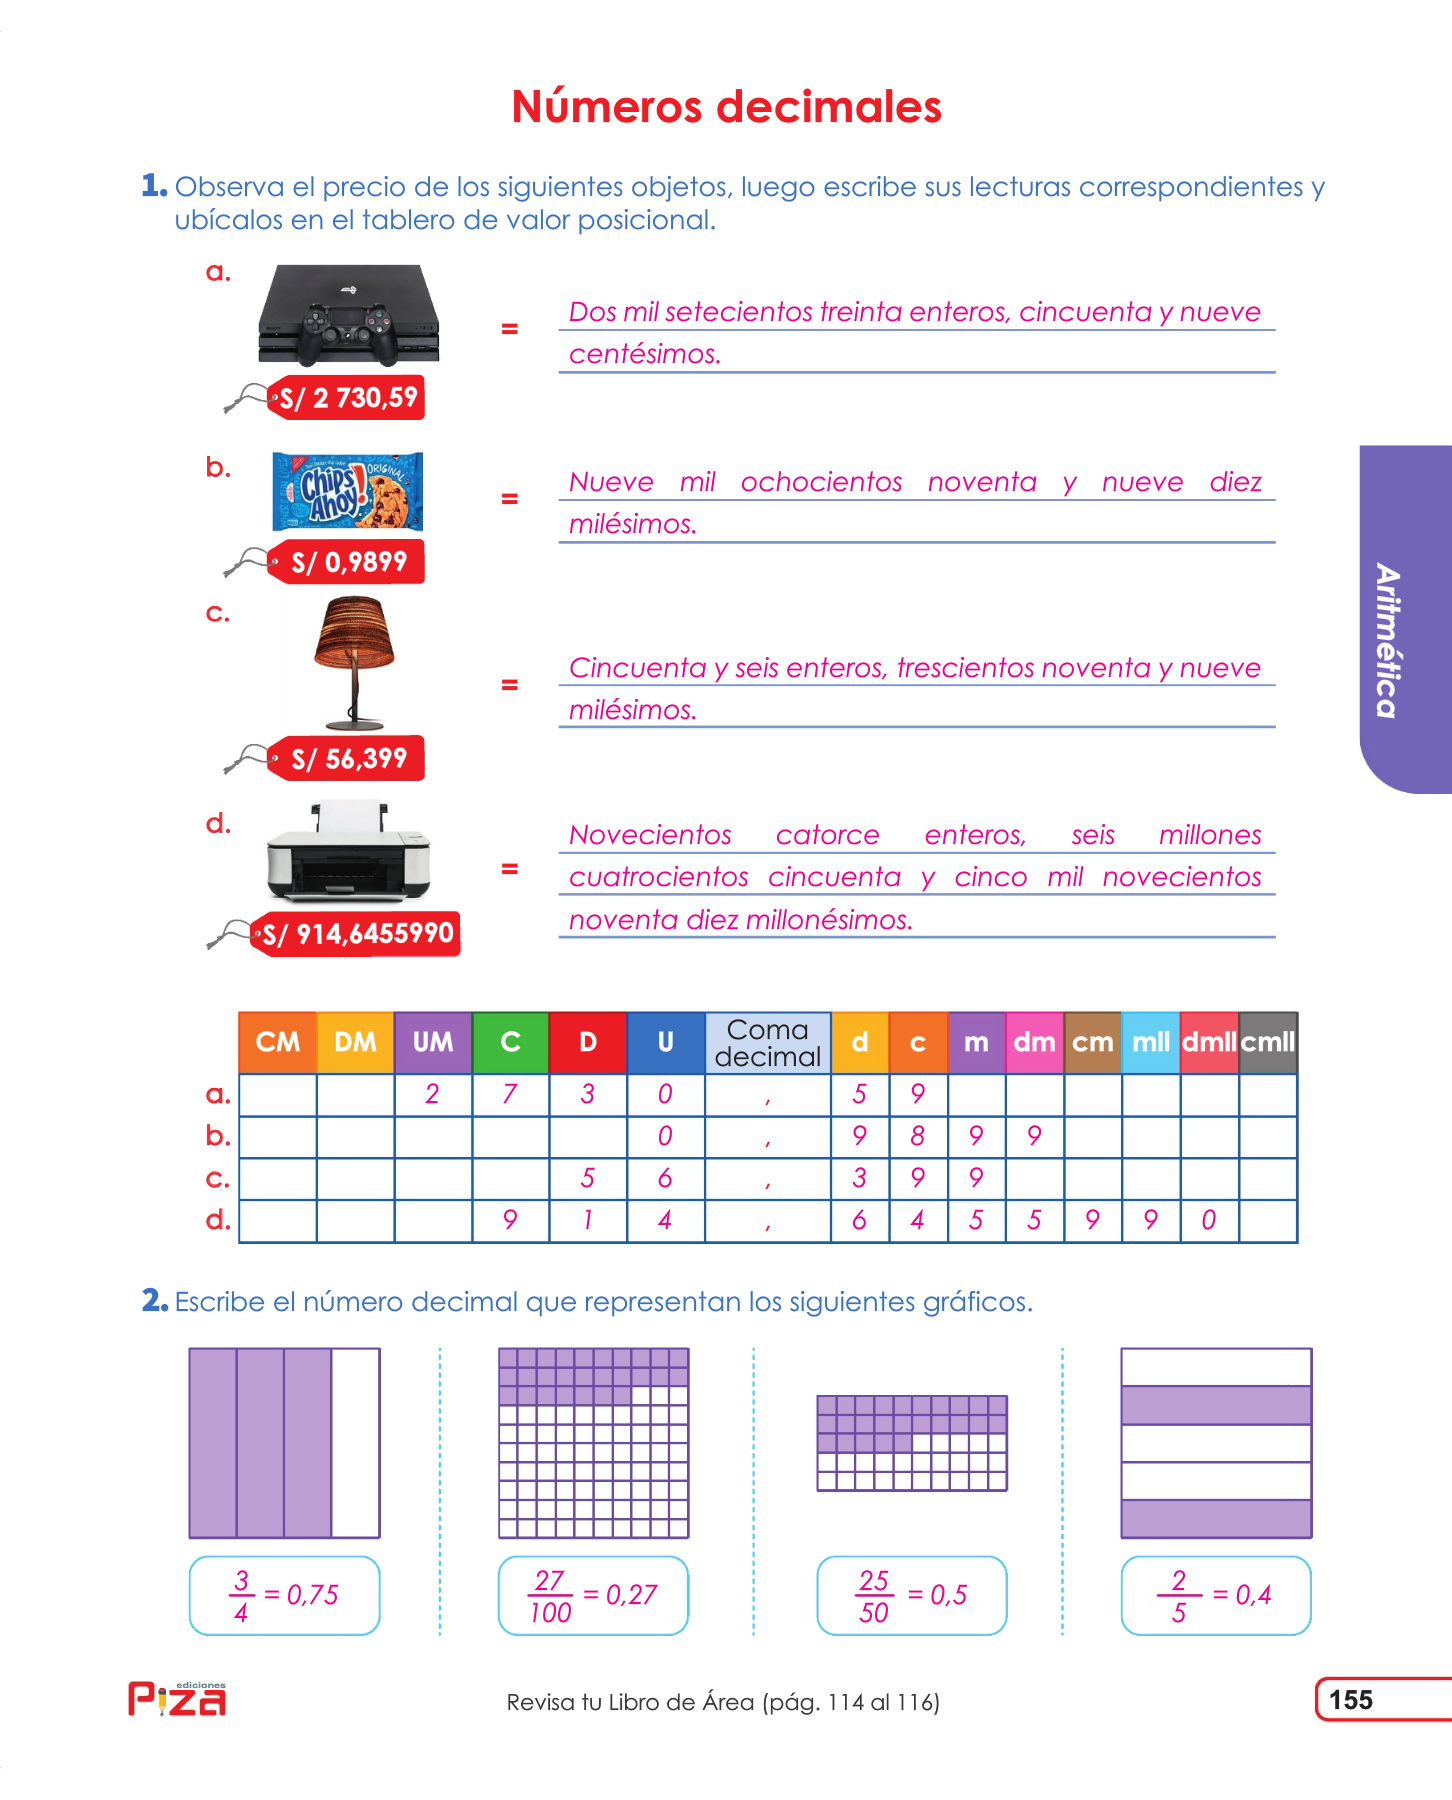 Números decimales
1. Observa el precio de los siguientes objetos, luego escribe sus lecturas correspondientes y
ubícalos en el tablero de valor posicional.
a.
= Dos mil setecientos treinta enteros, cincuenta y nueve
centésimos.
S/ 2 730,59
b.
Chips Ahoy! ORIGINAL
= Nueve mil ochocientos noventa y nueve diez
milésimos.
S/ 0,9899
c.
= Cincuenta y seis enteros, trescientos noventa y nueve
milésimos.
S/ 56,399
d.
= Novecientos catorce enteros, seis millones
cuatrocientos cincuenta y cinco mil novecientos
noventa diez millonésimos.
S/ 914,6455990
Aritmética
CM DM UM C D U Coma decimal d c m dm cm mll dmll cmll
a. 2 7 3 0 , 5 9
b. 0 , 9 8 9 9
c. 5 6 , 3 9 9
d. 9 1 4 , 6 4 5 5 9 9 0
2. Escribe el número decimal que representan los siguientes gráficos.
3/4 = 0,75
27/100 = 0,27
25/50 = 0,5
2/5 = 0,4
ediciones
Piza
Revisa tu Libro de Área (pág. 114 al 116)
155